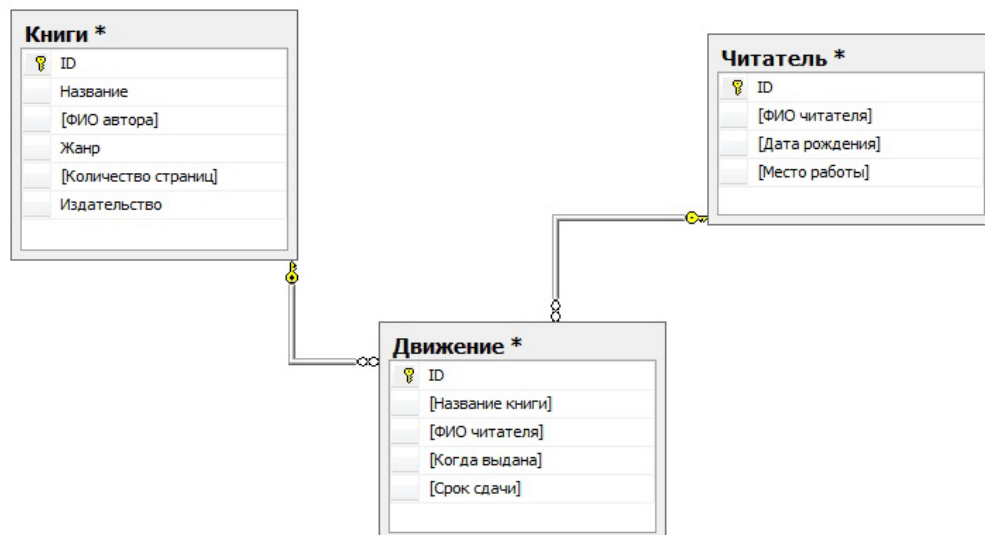 Книги *
ID
Название
[ФИО автора]
Жанр
[Количество страниц]
Издательство
Читатель *
ID
[ФИО читателя]
[Дата рождения]
[Место работы]
Движение *
ID
[Название книги]
[ФИО читателя]
[Когда выдана]
[Срок сдачи]